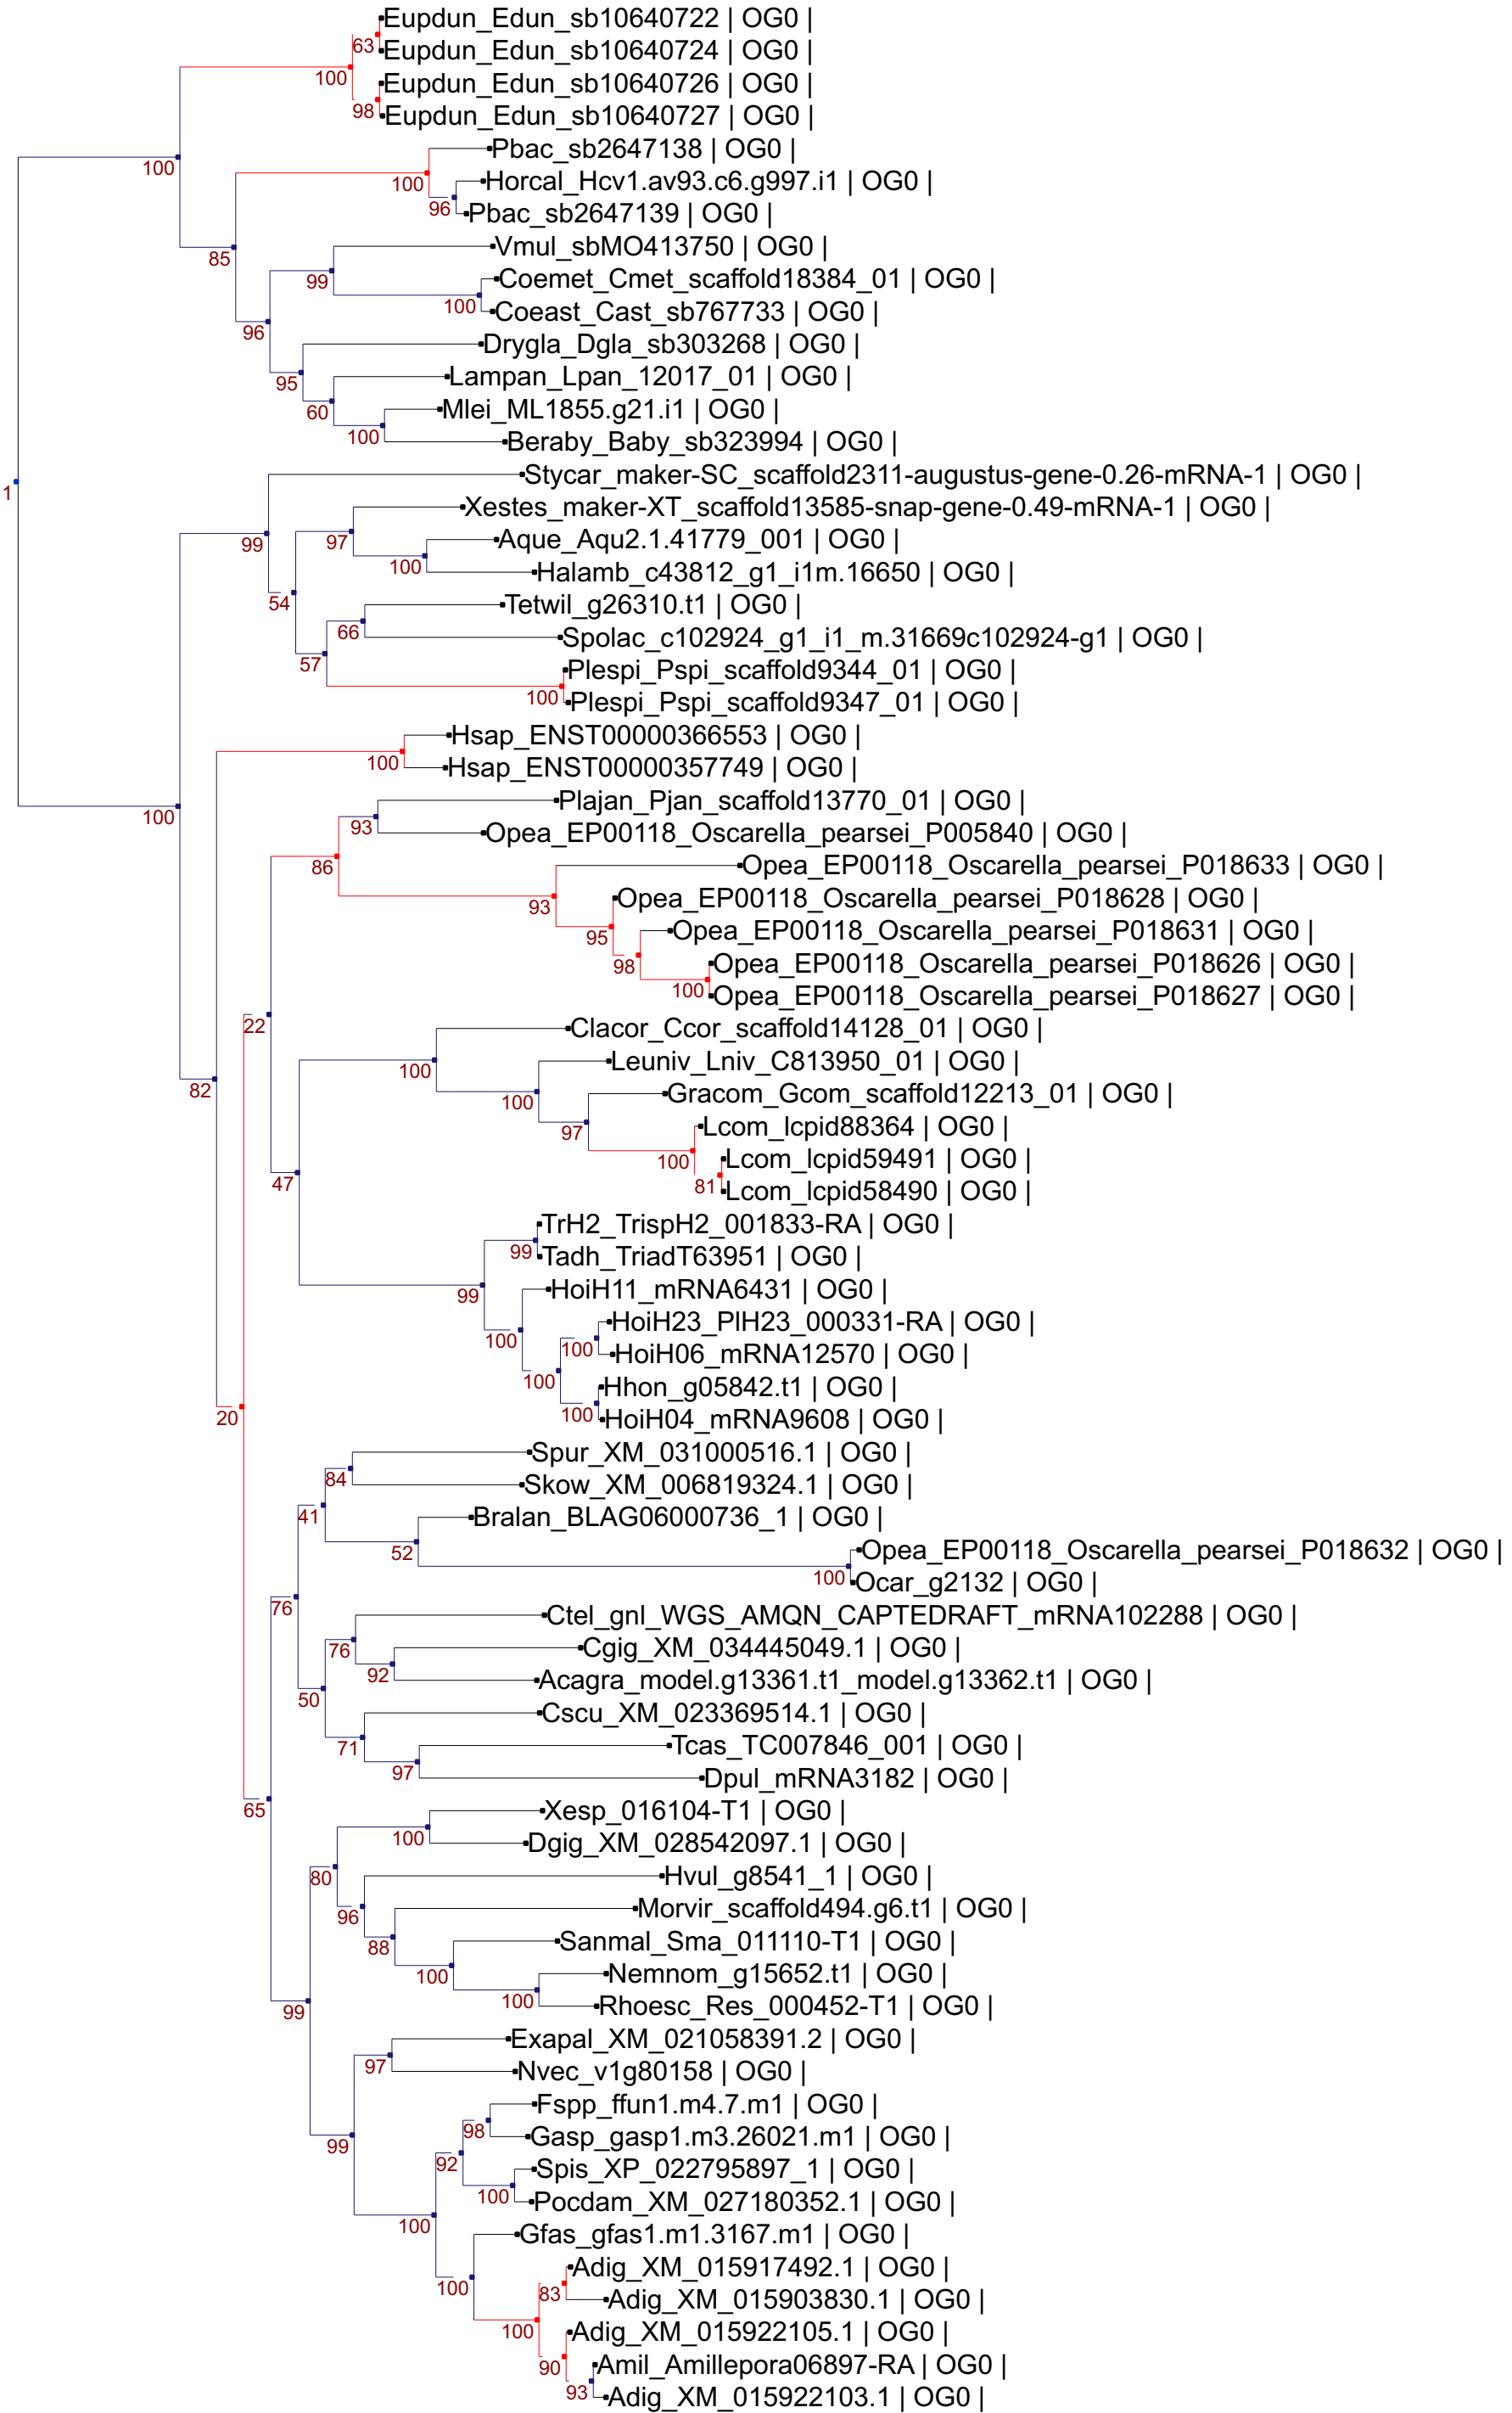 Eupdun_Edun_sb10640722 | OG0 |
63
Eupdun_Edun_sb10640724 | OG0 |
100
Eupdun_Edun_sb10640726 | OG0 |
98
Eupdun_Edun_sb10640727 | OG0 |
Pbac_sb2647138 | OG0 |
100
100
Horcal_Hcv1.av93.c6.g997.i1 | OG0 |
96
Pbac_sb2647139 | OG0 |
Vmul_sbMO413750 | OG0 |
85
99
Coemet_Cmet_scaffold18384_01 | OG0 |
100
Coeast_Cast_sb767733 | OG0 |
96
Drygla_Dgla_sb303268 | OG0 |
95
Lampan_Lpan_12017_01 | OG0 |
60
Mlei_ML1855.g21.i1 | OG0 |
100
Beraby_Baby_sb323994 | OG0 |
Stycar_maker-SC_scaffold2311-augustus-gene-0.26-mRNA-1 | OG0 |
1
Xestes_maker-XT_scaffold13585-snap-gene-0.49-mRNA-1 | OG0 |
99
97
Aque_Aqu2.1.41779_001 | OG0 |
100
Halamb_c43812_g1_i1m.16650 | OG0 |
54
Tetwil_g26310.t1 | OG0 |
66
Spolac_c102924_g1_i1_m.31669c102924-g1 | OG0 |
57
Plespi_Pspi_scaffold9344_01 | OG0 |
100
Plespi_Pspi_scaffold9347_01 | OG0 |
Hsap_ENST00000366553 | OG0 |
100
Hsap_ENST00000357749 | OG0 |
Plajan_Pjan_scaffold13770_01 | OG0 |
100
93
Opea_EP00118_Oscarella_pearsei_P005840 | OG0 |
86
Opea_EP00118_Oscarella_pearsei_P018633 | OG0 |
93
Opea_EP00118_Oscarella_pearsei_P018628 | OG0 |
95
Opea_EP00118_Oscarella_pearsei_P018631 | OG0 |
98
Opea_EP00118_Oscarella_pearsei_P018626 | OG0 |
100
Opea_EP00118_Oscarella_pearsei_P018627 | OG0 |
22
Clacor_Ccor_scaffold14128_01 | OG0 |
100
Leuniv_Lniv_C813950_01 | OG0 |
82
100
Gracom_Gcom_scaffold12213_01 | OG0 |
97
Lcom_lcpid88364 | OG0 |
100
Lcom_lcpid59491 | OG0 |
47
81
Lcom_lcpid58490 | OG0 |
TrH2_TrispH2_001833-RA | OG0 |
99
Tadh_TriadT63951 | OG0 |
99
HoiH11_mRNA6431 | OG0 |
HoiH23_PlH23_000331-RA | OG0 |
100
100
HoiH06_mRNA12570 | OG0 |
100
Hhon_g05842.t1 | OG0 |
20
100
HoiH04_mRNA9608 | OG0 |
Spur_XM_031000516.1 | OG0 |
84
Skow_XM_006819324.1 | OG0 |
41
Bralan_BLAG06000736_1 | OG0 |
52
Opea_EP00118_Oscarella_pearsei_P018632 | OG0 |
100
Ocar_g2132 | OG0 |
76
Ctel_gnl_WGS_AMQN_CAPTEDRAFT_mRNA102288 | OG0 |
76
Cgig_XM_034445049.1 | OG0 |
92
Acagra_model.g13361.t1_model.g13362.t1 | OG0 |
50
Cscu_XM_023369514.1 | OG0 |
71
Tcas_TC007846_001 | OG0 |
97
Dpul_mRNA3182 | OG0 |
65
Xesp_016104-T1 | OG0 |
100
Dgig_XM_028542097.1 | OG0 |
80
Hvul_g8541_1 | OG0 |
96
Morvir_scaffold494.g6.t1 | OG0 |
88
Sanmal_Sma_011110-T1 | OG0 |
100
Nemnom_g15652.t1 | OG0 |
100
Rhoesc_Res_000452-T1 | OG0 |
99
Exapal_XM_021058391.2 | OG0 |
97
Nvec_v1g80158 | OG0 |
Fspp_ffun1.m4.7.m1 | OG0 |
98
Gasp_gasp1.m3.26021.m1 | OG0 |
99
92
Spis_XP_022795897_1 | OG0 |
100
Pocdam_XM_027180352.1 | OG0 |
100
Gfas_gfas1.m1.3167.m1 | OG0 |
Adig_XM_015917492.1 | OG0 |
100
83
Adig_XM_015903830.1 | OG0 |
100
Adig_XM_015922105.1 | OG0 |
90
Amil_Amillepora06897-RA | OG0 |
93
Adig_XM_015922103.1 | OG0 |